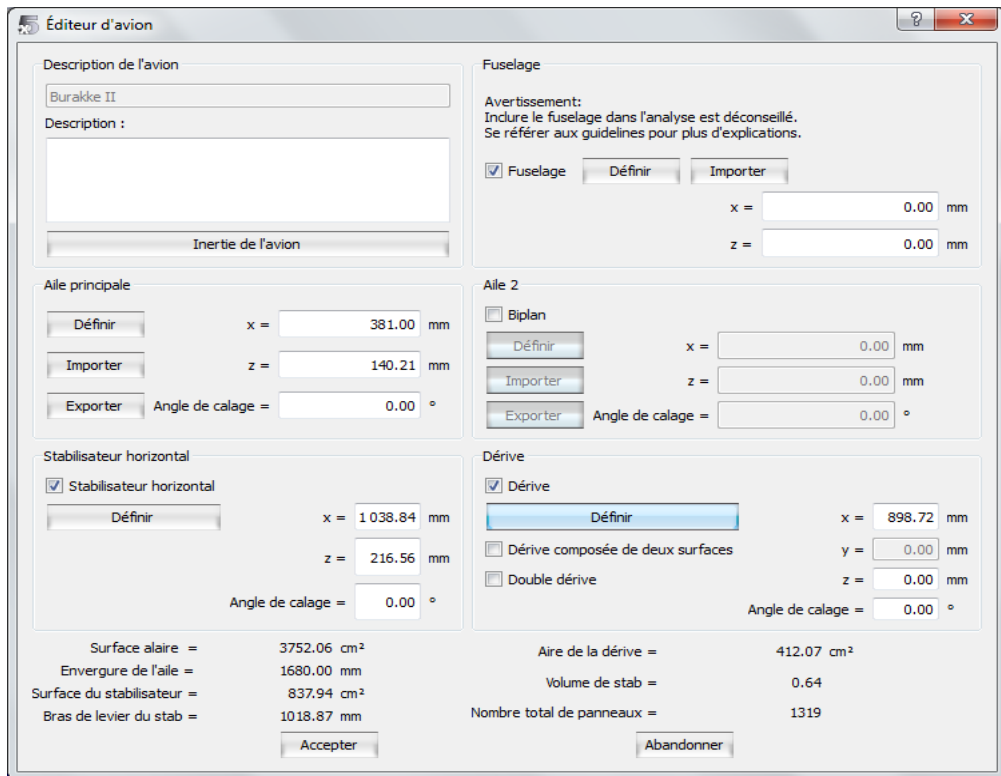 Éditeur d'avion
Description de l'avion
Burakke II
Description :
Inertie de l'avion
Fuselage
Avertissement:
Inclure le fuselage dans l'analyse est déconseillé.
Se référer aux guidelines pour plus d'explications.
Fuselage Définir Importer
x = 0.00 mm
z = 0.00 mm
Aile principale
Définir x = 381.00 mm
Importer z = 140.21 mm
Exporter Angle de calage = 0.00 °
Aile 2
Biplan
Définir x = 0.00 mm
Importer z = 0.00 mm
Exporter Angle de calage = 0.00 °
Stabilisateur horizontal
Stabilisateur horizontal
Définir x = 1 038.84 mm
z = 216.56 mm
Angle de calage = 0.00 °
Dérive
Dérive
Définir x = 898.72 mm
Dérive composée de deux surfaces y = 0.00 mm
Double dérive z = 0.00 mm
Angle de calage = 0.00 °
Surface alaire = 3752.06 cm²
Envergure de l'aile = 1680.00 mm
Surface du stabilisateur = 837.94 cm²
Bras de levier du stab = 1018.87 mm
Aire de la dérive = 412.07 cm²
Volume de stab = 0.64
Nombre total de panneaux = 1319
Accepter
Abandonner